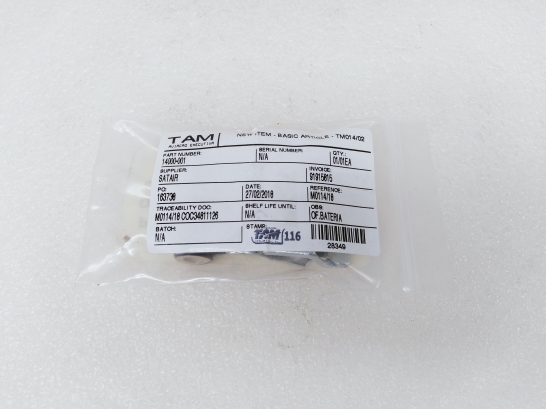 TAM
NEW ITEM - BASIC ARTICLE - TM014/02
PART NUMBER:
14000-001
SERIAL NUMBER:
N/A
QTY.:
01/01EA
SUPPLIER:
SATAIR
INVOICE:
91915815
PO:
163736
DATE:
27/02/2018
REFERENCE:
M0114/18
TRACEABILITY DOC:
M0114/18 COC34811126
SHELF LIFE UNTIL:
N/A
OBS:
OF.BATERIA
BATCH:
N/A
STAMP:
TAM 116
28349